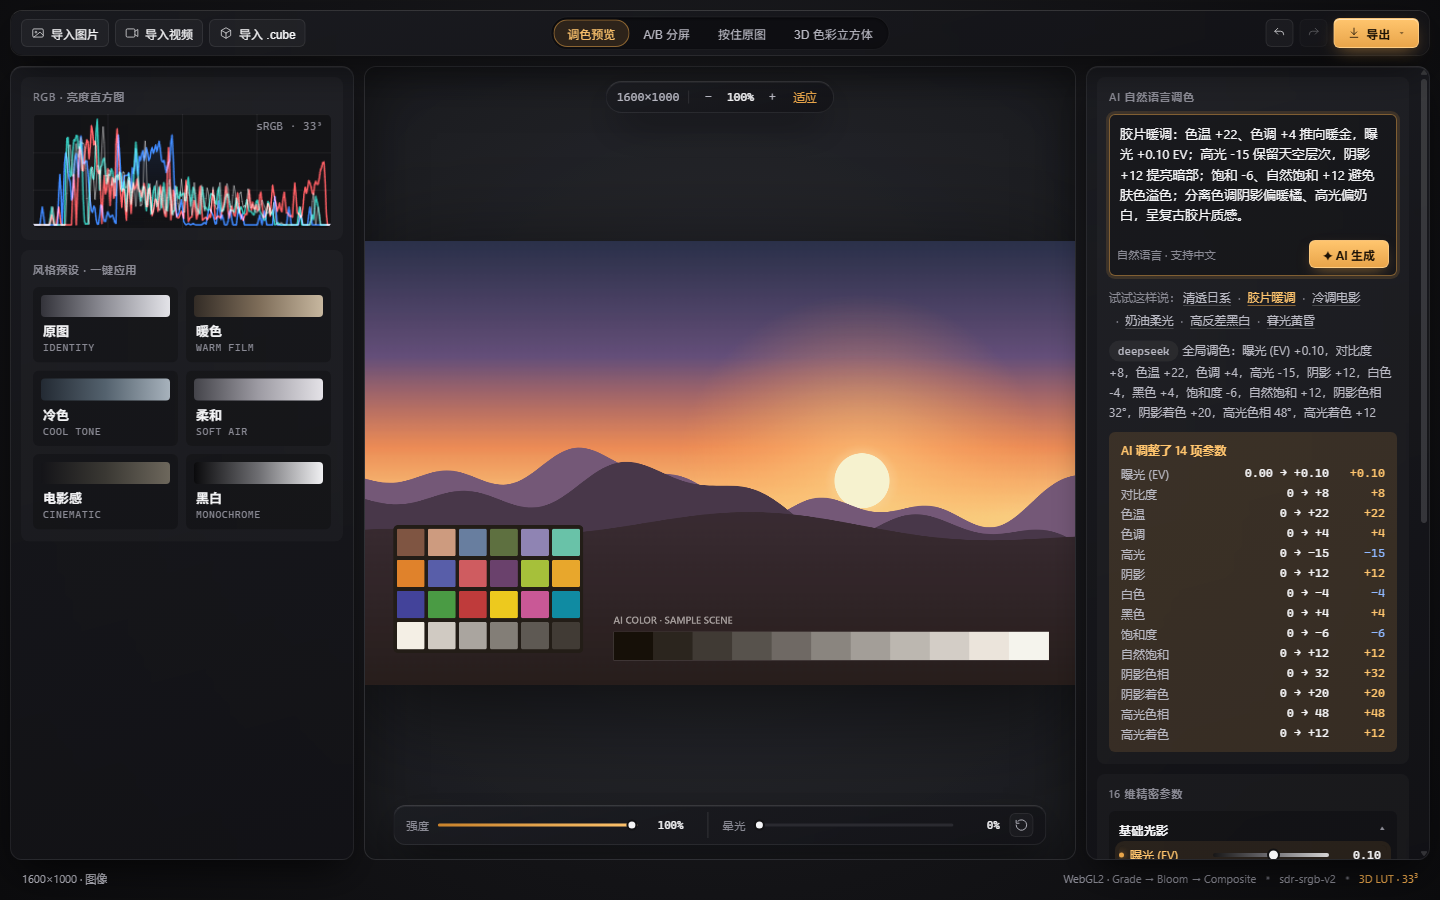 导入图片 导入视频 导入 .cube 调色预览 A/B 分屏 按住原图 3D 色彩立方体 导出
RGB · 亮度直方图
sRGB · 33³
风格预设 · 一键应用
原图 暖色
IDENTITY WARM FILM
冷色 柔和
COOL TONE SOFT AIR
电影感 黑白
CINEMATIC MONOCHROME
1600×1000 − 100% + 适应
AI COLOR · SAMPLE SCENE
强度 100% 晕光 0%
AI 自然语言调色
胶片暖调：色温 +22、色调 +4 推向暖金，曝
光 +0.10 EV；高光 -15 保留天空层次，阴影
+12 提亮暗部；饱和 -6、自然饱和 +12 避免
肤色溢色；分离色调阴影偏暖橘、高光偏奶
白，呈复古胶片质感。
自然语言 · 支持中文 ✦ AI 生成
试试这样说： 清透日系 · 胶片暖调 · 冷调电影
· 奶油柔光 · 高反差黑白 · 暮光黄昏
deepseek 全局调色：曝光 (EV) +0.10，对比度
+8，色温 +22，色调 +4，高光 -15，阴影 +12，白色
-4，黑色 +4，饱和度 -6，自然饱和 +12，阴影色相
32°，阴影着色 +20，高光色相 48°，高光着色 +12
AI 调整了 14 项参数
曝光 (EV) 0.00 → +0.10 +0.10
对比度 0 → +8 +8
色温 0 → +22 +22
色调 0 → +4 +4
高光 0 → −15 −15
阴影 0 → +12 +12
白色 0 → −4 −4
黑色 0 → +4 +4
饱和度 0 → −6 −6
自然饱和 0 → +12 +12
阴影色相 0 → 32 +32
阴影着色 0 → +20 +20
高光色相 0 → 48 +48
高光着色 0 → +12 +12
16 维精密参数
基础光影
曝光 (EV) 0.10
1600×1000 · 图像 WebGL2 · Grade → Bloom → Composite • sdr-srgb-v2 • 3D LUT · 33³